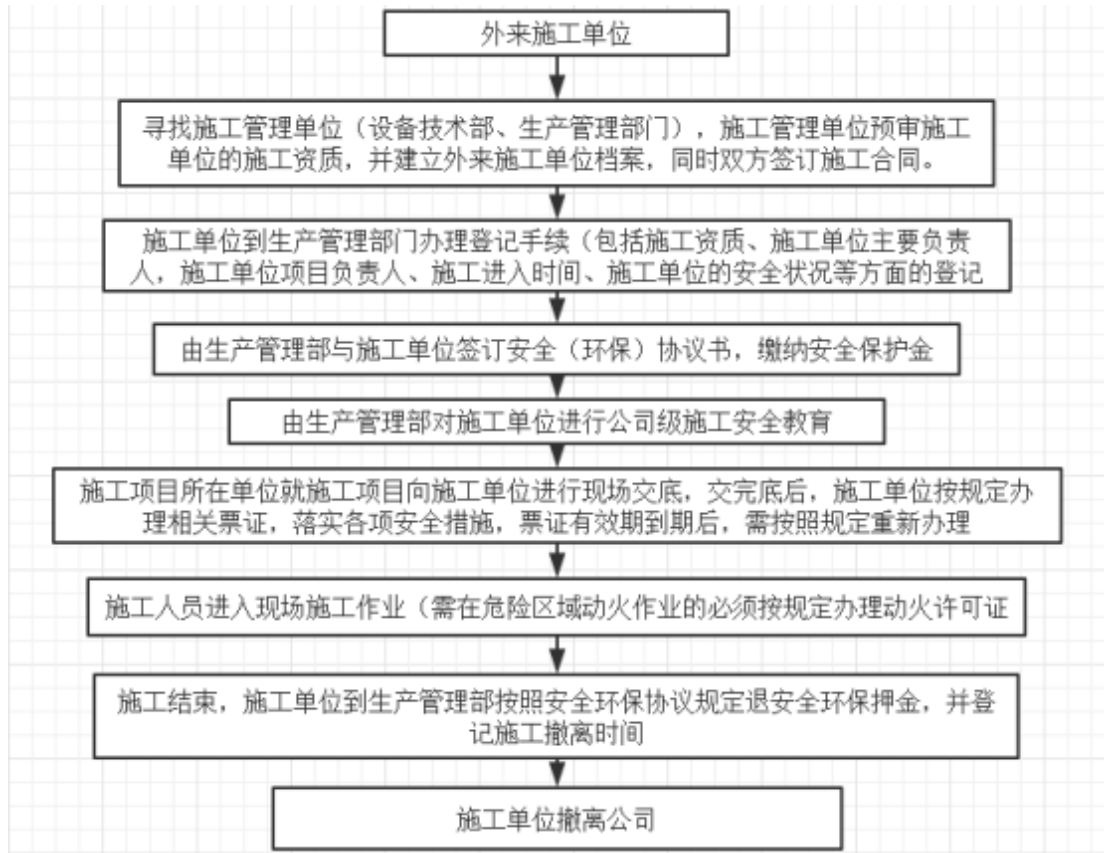 外来施工单位
寻找施工管理单位（设备技术部、生产管理部门），施工管理单位预审施工
单位的施工资质，并建立外来施工单位档案，同时双方签订施工合同。
施工单位到生产管理部门办理登记手续（包括施工资质、施工单位主要负责
人，施工单位项目负责人、施工进入时间、施工单位的安全状况等方面的登记
由生产管理部与施工单位签订安全（环保）协议书，缴纳安全保护金
由生产管理部对施工单位进行公司级施工安全教育
施工项目所在单位就施工项目向施工单位进行现场交底，交完底后，施工单位按规定办
理相关票证，落实各项安全措施，票证有效期到期后，需按照规定重新办理
施工人员进入现场施工作业（需在危险区域动火作业的必须按规定办理动火许可证
施工结束，施工单位到生产管理部按照安全环保协议规定退安全环保押金，并登
记施工撤离时间
施工单位撤离公司